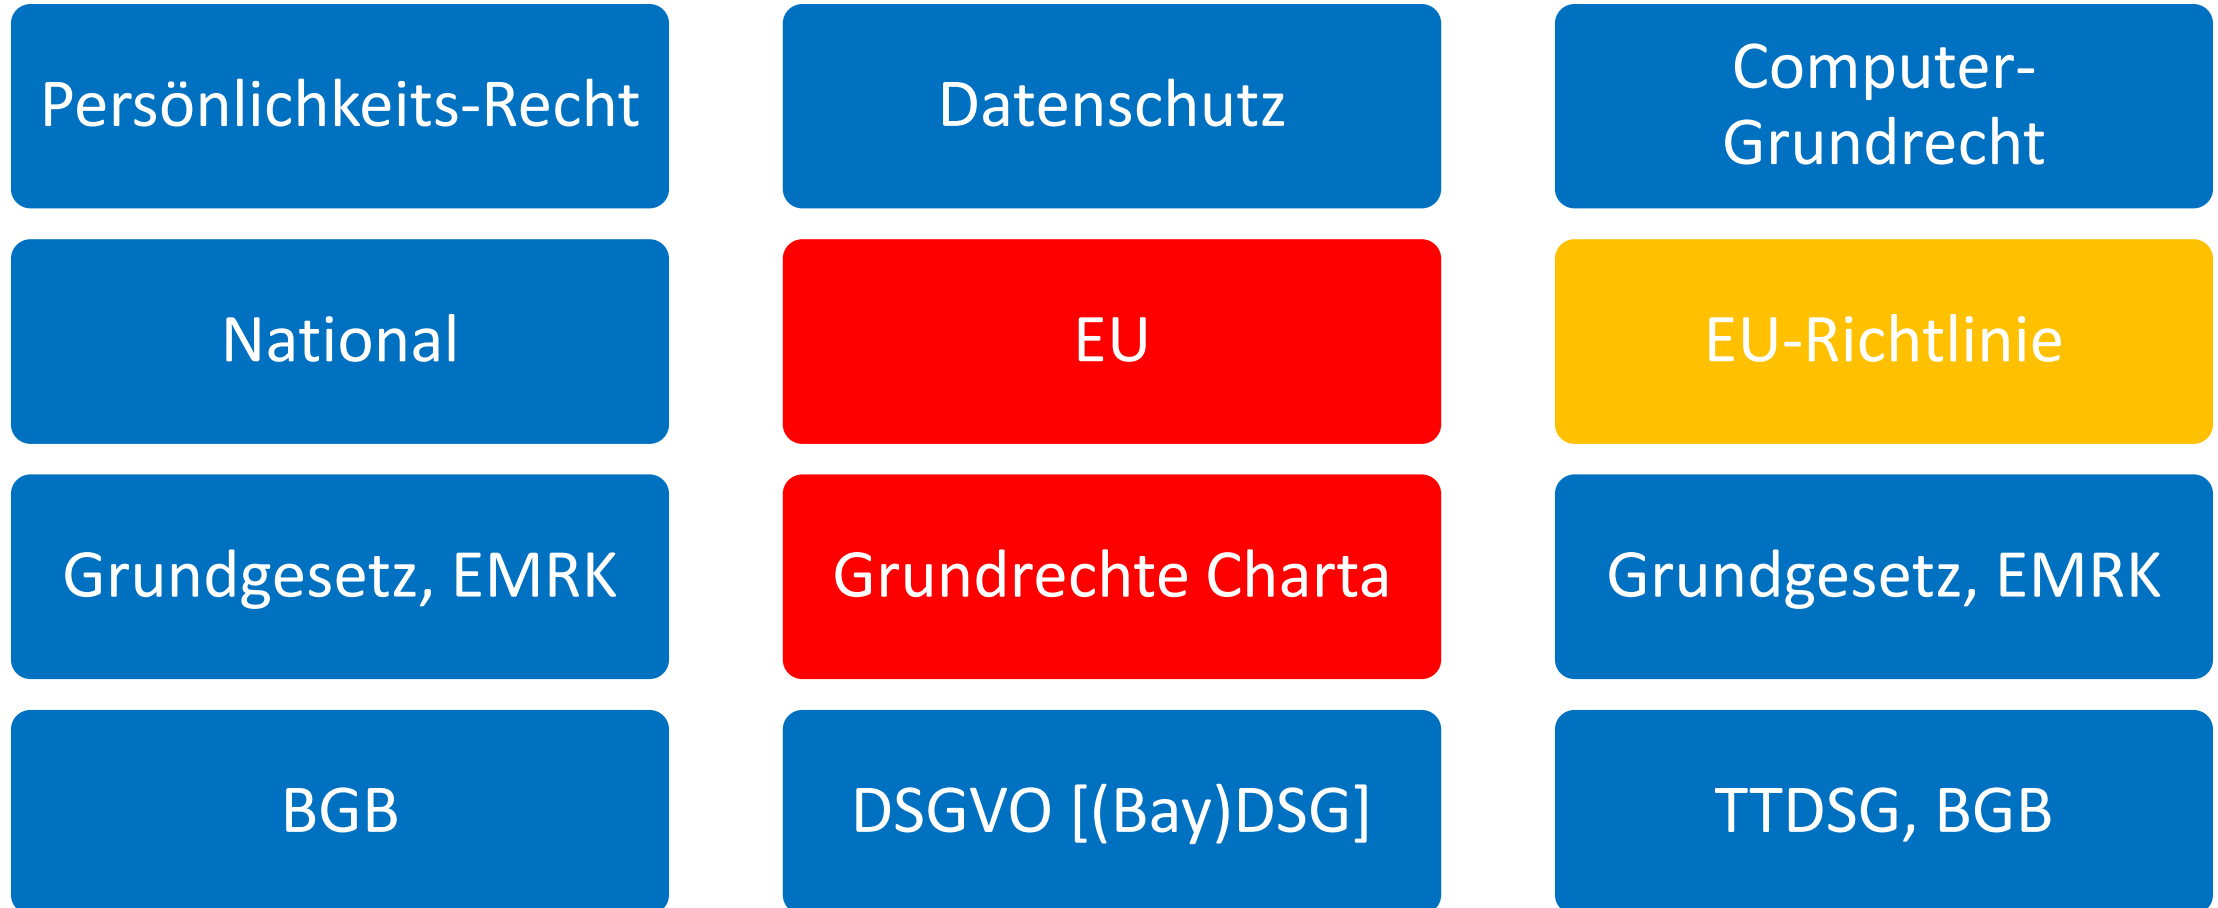 Persönlichkeits-Recht
Datenschutz
Computer-
Grundrecht
National
EU
EU-Richtlinie
Grundgesetz, EMRK
Grundrechte Charta
Grundgesetz, EMRK
BGB
DSGVO [(Bay)DSG]
TTDSG, BGB